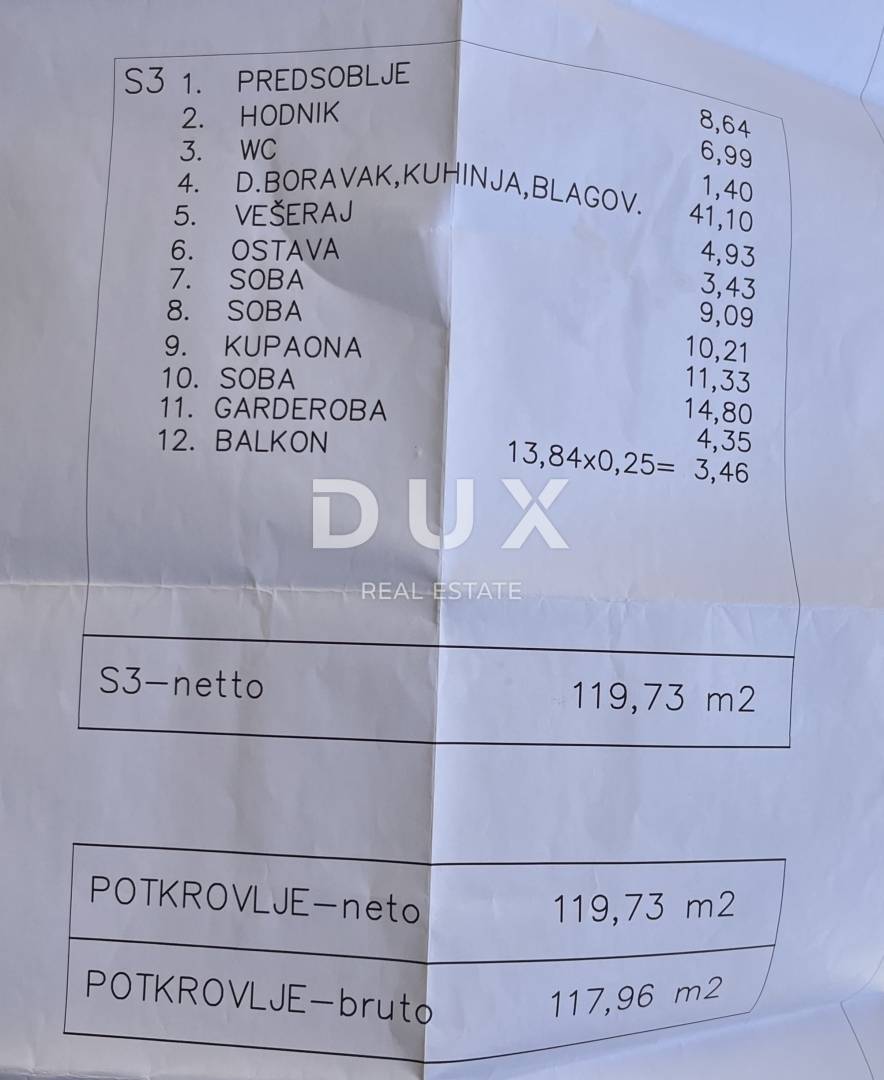 S3 1. PREDSOBLJE 8,64
2. HODNIK 6,99
3. WC 1,40
4. D.BORAVAK,KUHINJA,BLAGOV. 41,10
5. VEŠERAJ 4,93
6. OSTAVA 3,43
7. SOBA 9,09
8. SOBA 10,21
9. KUPAONA 11,33
10. SOBA 14,80
11. GARDEROBA 4,35
12. BALKON 13,84x0,25= 3,46
DUX
REAL ESTATE
S3-netto 119,73 m2
POTKROVLJE-neto 119,73 m2
POTKROVLJE-bruto 117,96 m2